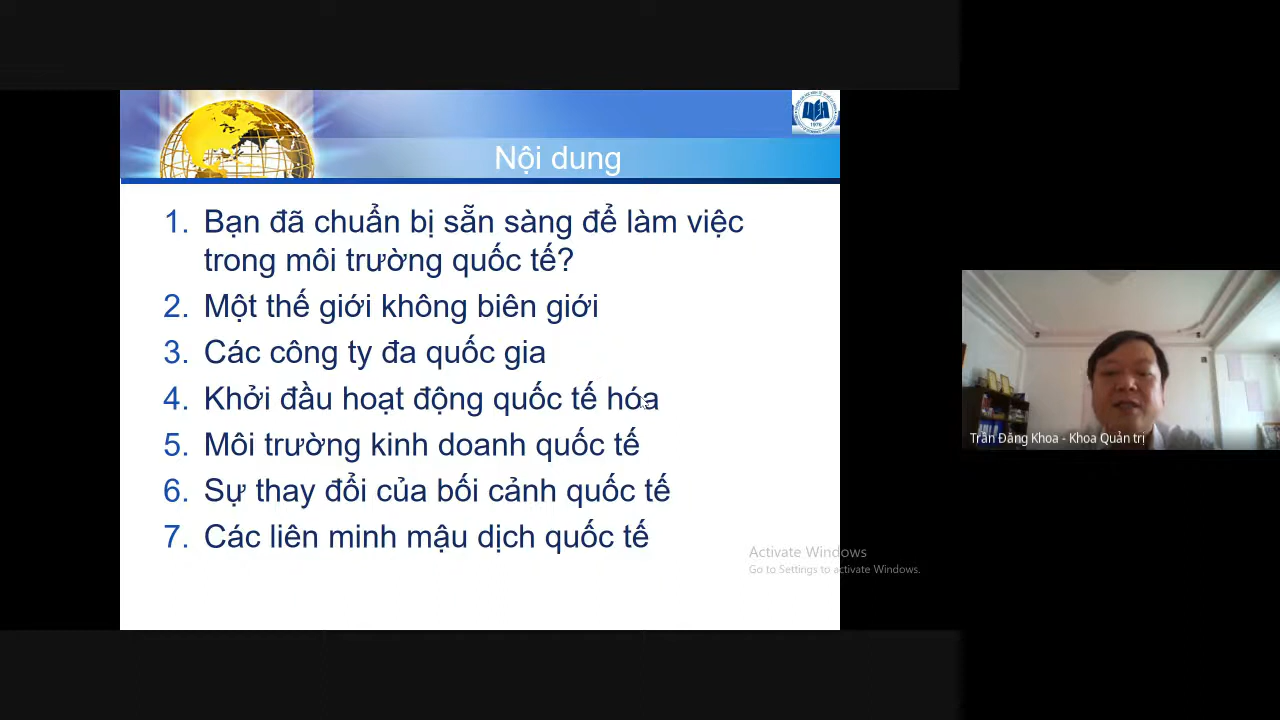 Nội dung
1. Bạn đã chuẩn bị sẵn sàng để làm việc
trong môi trường quốc tế?
2. Một thế giới không biên giới
3. Các công ty đa quốc gia
4. Khởi đầu hoạt động quốc tế hóa
5. Môi trường kinh doanh quốc tế
6. Sự thay đổi của bối cảnh quốc tế
7. Các liên minh mậu dịch quốc tế
Activate Windows
Go to Settings to activate Windows.
Trần Đăng Khoa - Khoa Quản trị